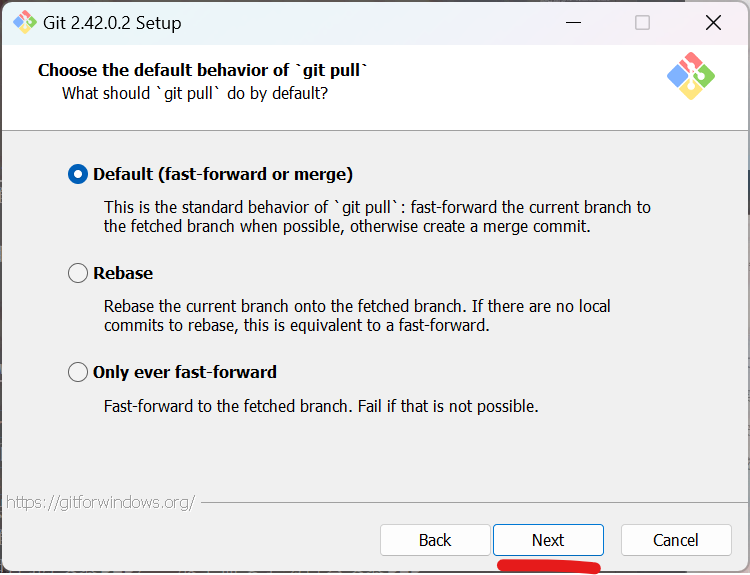 Git 2.42.0.2 Setup
Choose the default behavior of `git pull`
What should `git pull` do by default?
Default (fast-forward or merge)
This is the standard behavior of `git pull`: fast-forward the current branch to
the fetched branch when possible, otherwise create a merge commit.
Rebase
Rebase the current branch onto the fetched branch. If there are no local
commits to rebase, this is equivalent to a fast-forward.
Only ever fast-forward
Fast-forward to the fetched branch. Fail if that is not possible.
https://gitforwindows.org/
Back Next Cancel